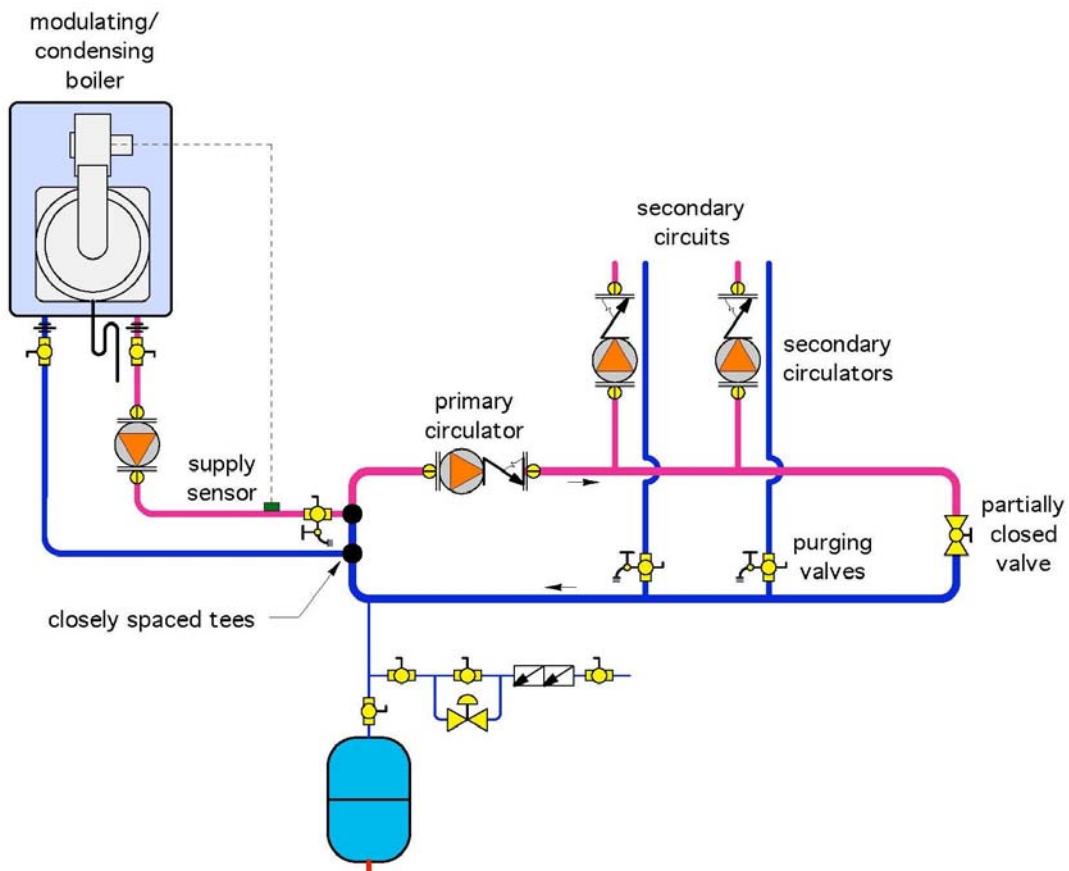 modulating/
condensing
boiler
secondary
circuits
secondary
circulators
primary
circulator
supply
sensor
partially
closed
valve
purging
valves
closely spaced tees